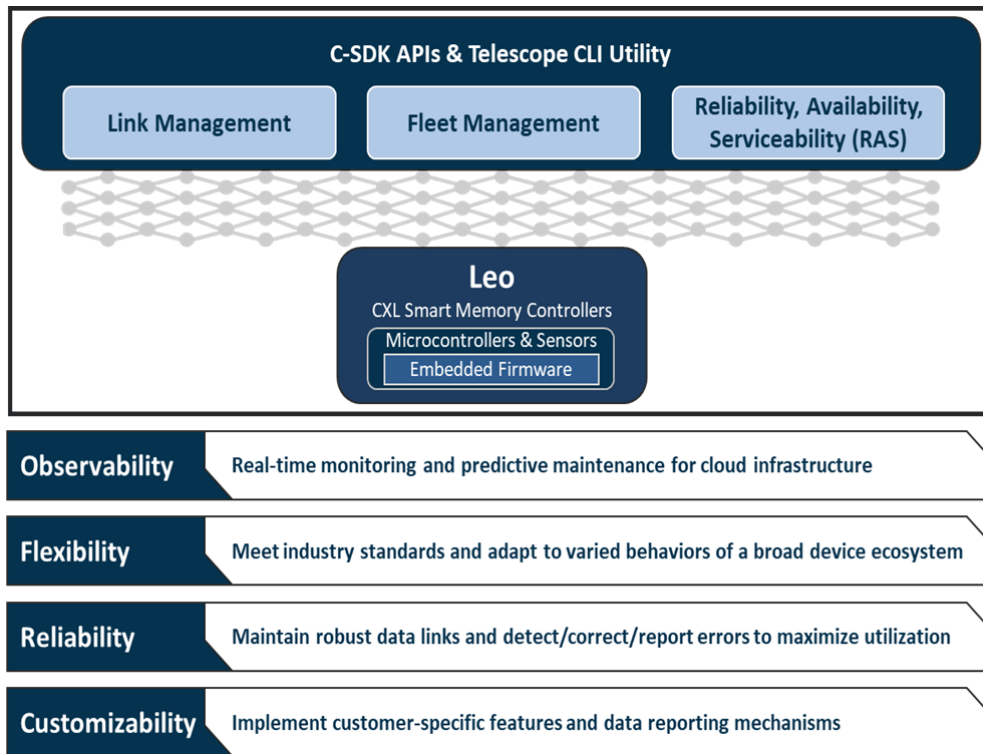 C-SDK APIs & Telescope CLI Utility
Link Management
Fleet Management
Reliability, Availability,
Serviceability (RAS)
Leo
CXL Smart Memory Controllers
Microcontrollers & Sensors
Embedded Firmware
Observability
Real-time monitoring and predictive maintenance for cloud infrastructure
Flexibility
Meet industry standards and adapt to varied behaviors of a broad device ecosystem
Reliability
Maintain robust data links and detect/correct/report errors to maximize utilization
Customizability
Implement customer-specific features and data reporting mechanisms